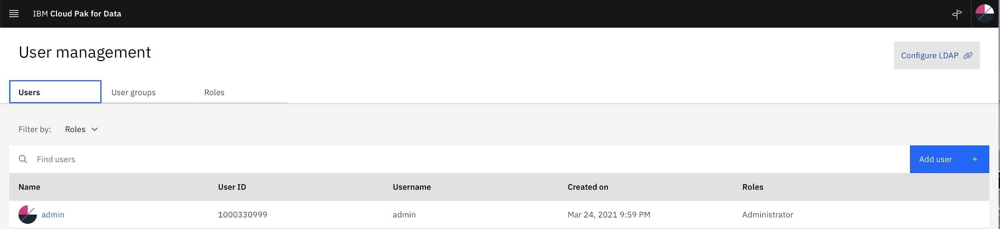 IBM Cloud Pak for Data
User management
Configure LDAP
Users User groups Roles
Filter by: Roles
Find users
Add user +
Name User ID Username Created on Roles
admin 1000330999 admin Mar 24, 2021 9:59 PM Administrator